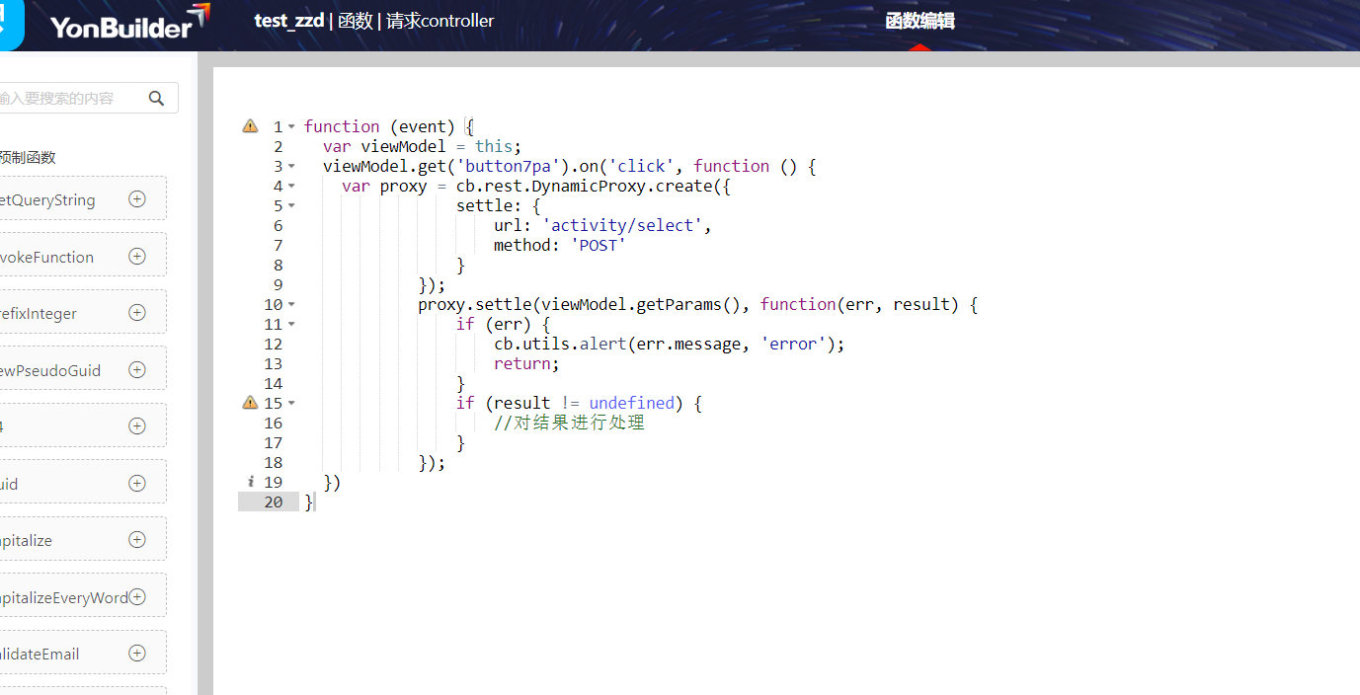 YonBuilder
test_zzd | 函数 | 请求controller
函数编辑
输入要搜索的内容
预制函数
etQueryString
vokeFunction
refixInteger
ewPseudoGuid
4
uid
apitalize
apitalizeEveryWord
alidateEmail
1 function (event) {
2 var viewModel = this;
3 viewModel.get('button7pa').on('click', function () {
4 var proxy = cb.rest.DynamicProxy.create({
5 settle: {
6 url: 'activity/select',
7 method: 'POST'
8 }
9 });
10 proxy.settle(viewModel.getParams(), function(err, result) {
11 if (err) {
12 cb.utils.alert(err.message, 'error');
13 return;
14 }
15 if (result != undefined) {
16 //对结果进行处理
17 }
18 });
19 })
20 }